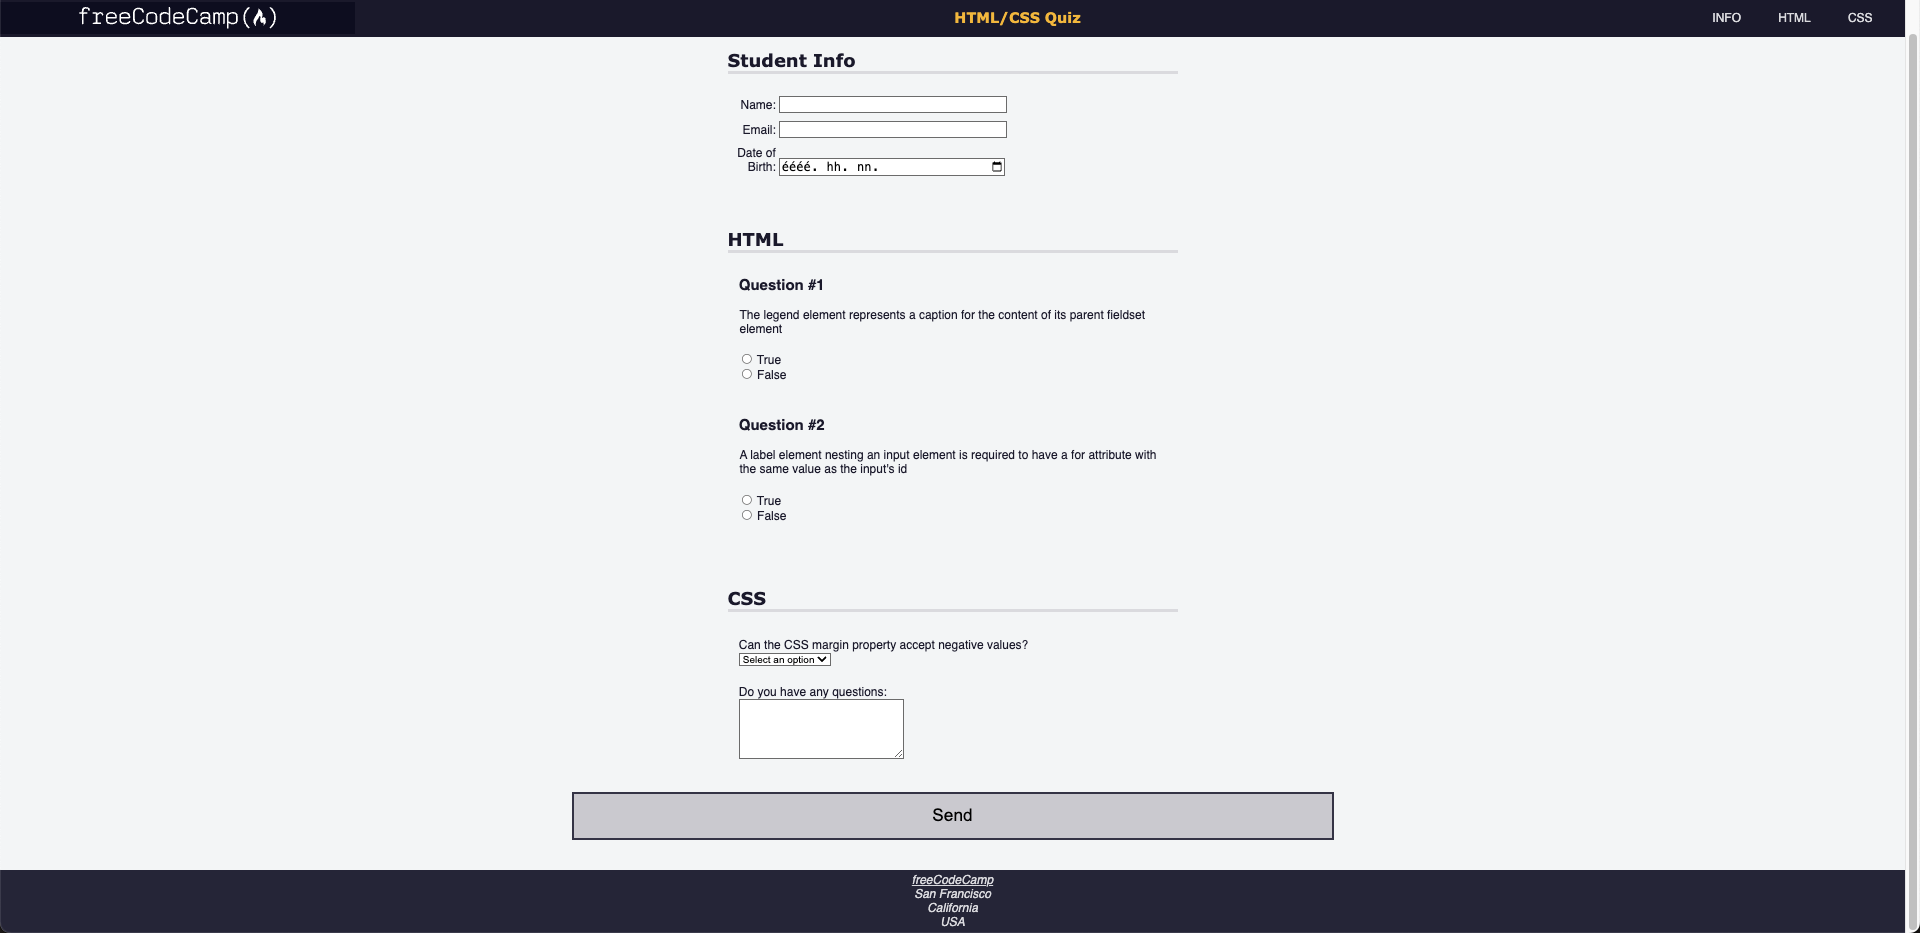 freeCodeCamp
HTML/CSS Quiz
INFO
HTML
CSS
Student Info
Name:
Email:
Date of
Birth:
éééé. hh. nn.
HTML
Question #1
The legend element represents a caption for the content of its parent fieldset
element
True
False
Question #2
A label element nesting an input element is required to have a for attribute with
the same value as the input's id
True
False
CSS
Can the CSS margin property accept negative values?
Select an option
Do you have any questions:
Send
freeCodeCamp
San Francisco
California
USA